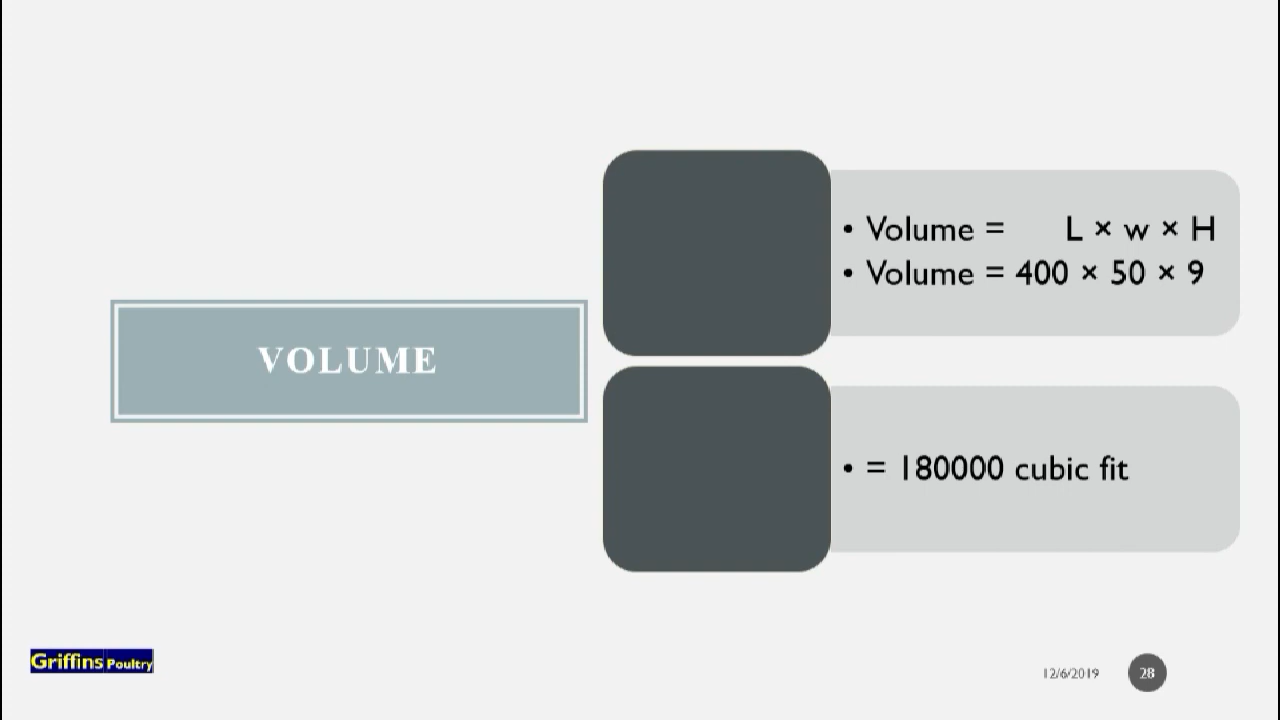 VOLUME
• Volume = L × w × H
• Volume = 400 × 50 × 9
• = 180000 cubic fit
Griffins Poultry
12/6/2019
28